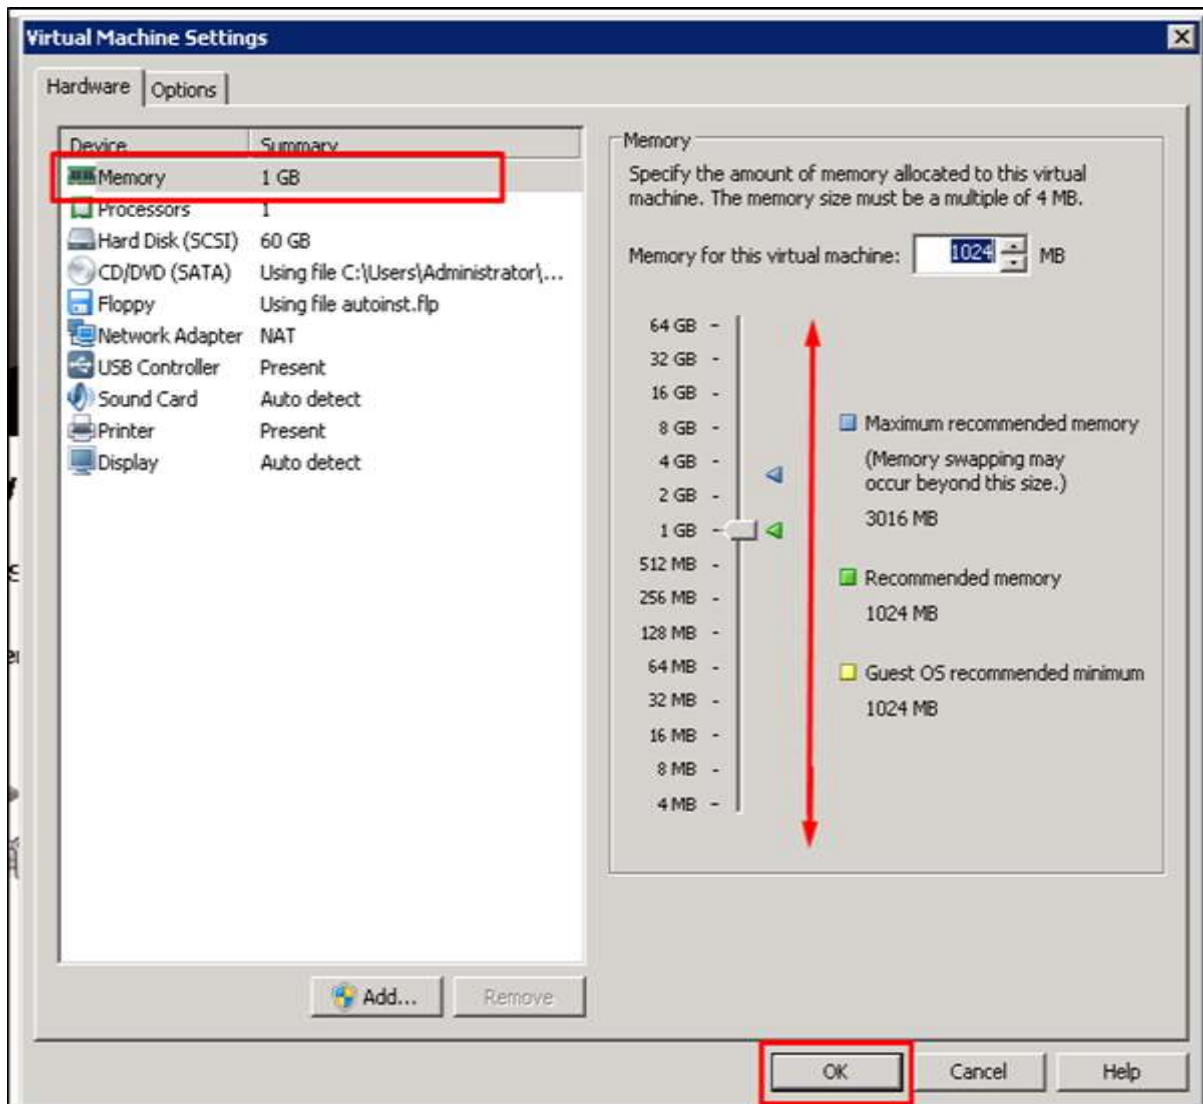 Virtual Machine Settings
Hardware Options
Device Summary
Memory 1 GB
Processors 1
Hard Disk (SCSI) 60 GB
CD/DVD (SATA) Using file C:\Users\Administrator\...
Floppy Using file autoinst.flp
Network Adapter NAT
USB Controller Present
Sound Card Auto detect
Printer Present
Display Auto detect
Add... Remove
Memory
Specify the amount of memory allocated to this virtual
machine. The memory size must be a multiple of 4 MB.
Memory for this virtual machine: 1024 MB
64 GB
32 GB
16 GB
8 GB
4 GB
2 GB
1 GB
512 MB
256 MB
128 MB
64 MB
32 MB
16 MB
8 MB
4 MB
Maximum recommended memory
(Memory swapping may
occur beyond this size.)
3016 MB
Recommended memory
1024 MB
Guest OS recommended minimum
1024 MB
OK Cancel Help